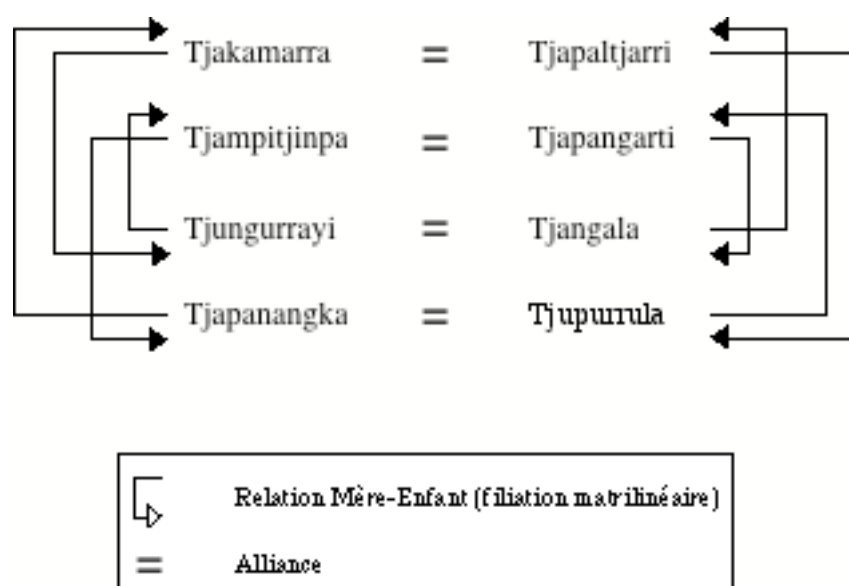 Tjakamarra = Tjapaltjarri
Tjampitjinpa = Tjapangarti
Tjungurrayi = Tjangala
Tjapanangka = Tjupurrula
Relation Mère-Enfant (filiation matrilinéaire)
= Alliance